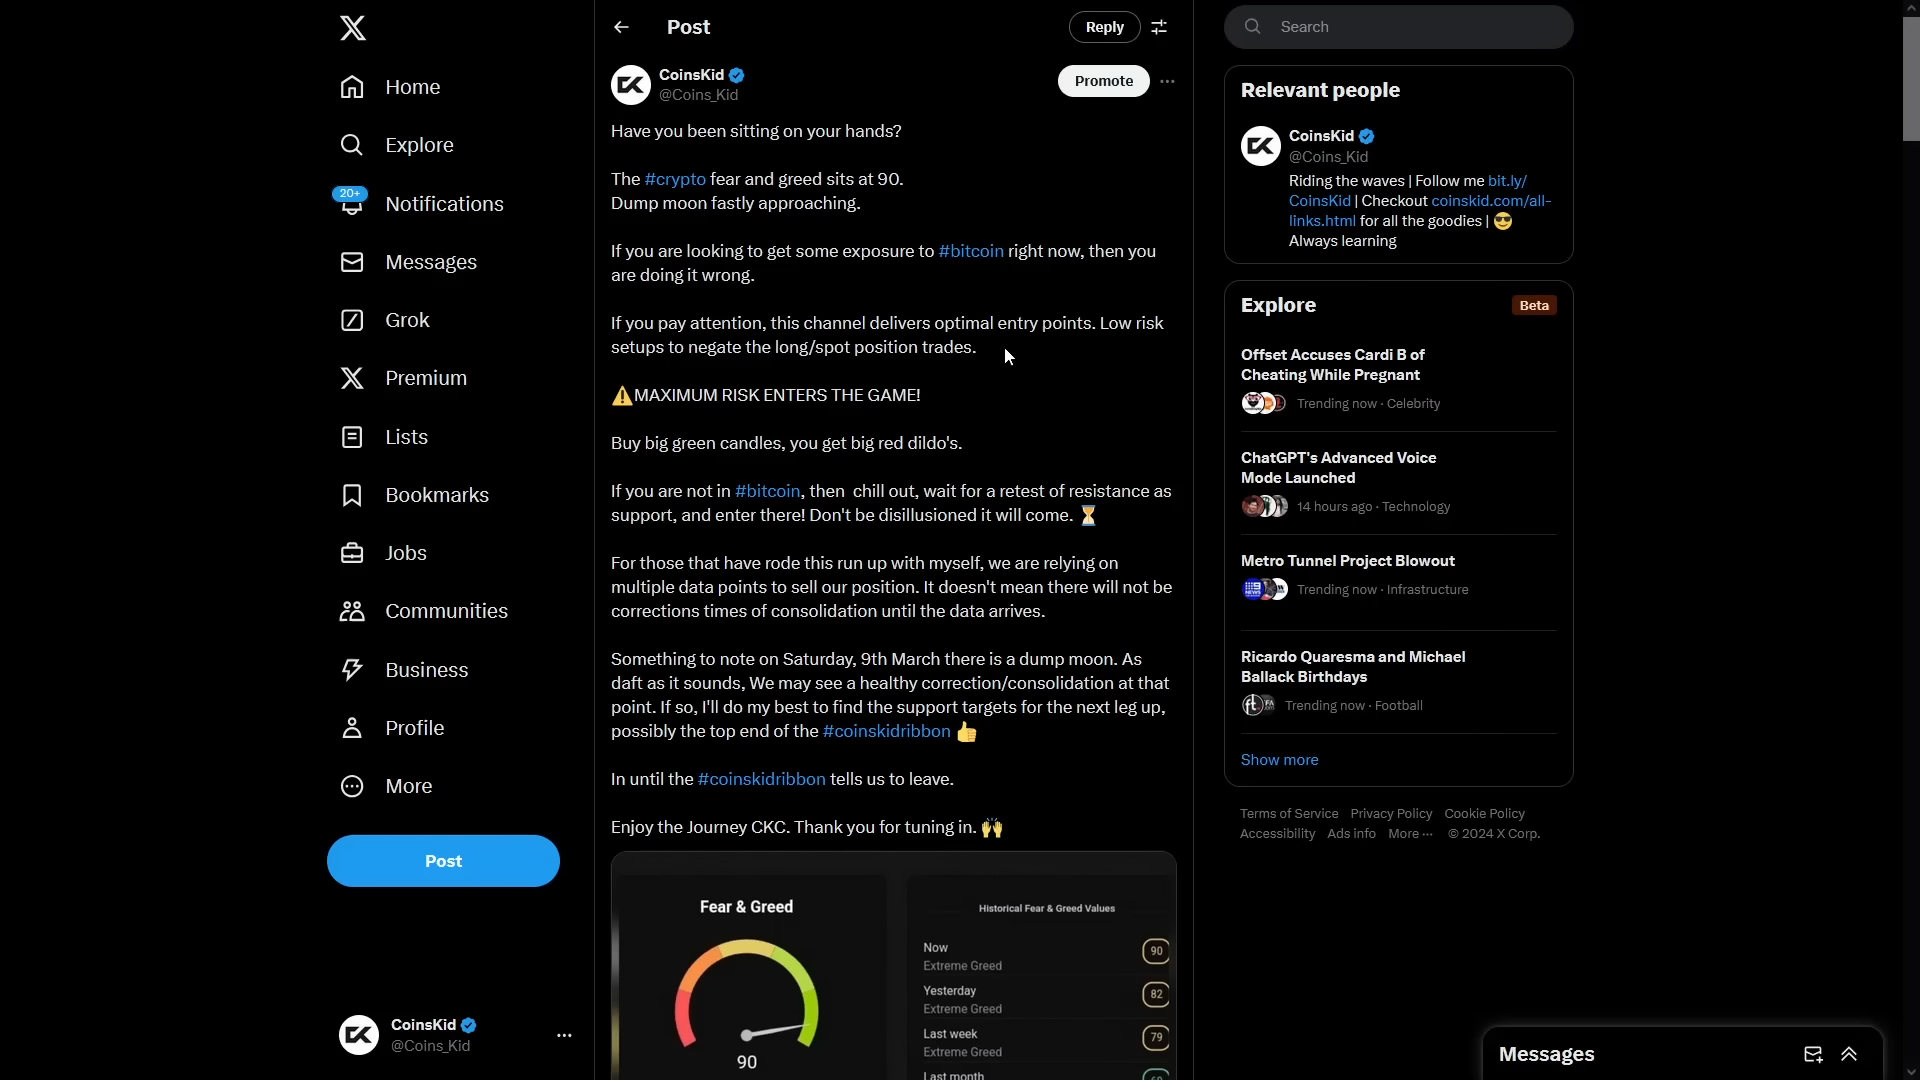 Home
Explore
20+
Notifications
Messages
Grok
Premium
Lists
Bookmarks
Jobs
Communities
Business
Profile
More
Post
CoinsKid
@Coins_Kid
Post
Reply
CoinsKid
@Coins_Kid
Promote
Have you been sitting on your hands?
The #crypto fear and greed sits at 90.
Dump moon fastly approaching.
If you are looking to get some exposure to #bitcoin right now, then you
are doing it wrong.
If you pay attention, this channel delivers optimal entry points. Low risk
setups to negate the long/spot position trades.
⚠️MAXIMUM RISK ENTERS THE GAME!
Buy big green candles, you get big red dildo's.
If you are not in #bitcoin, then  chill out, wait for a retest of resistance as
support, and enter there! Don't be disillusioned it will come. ⏳
For those that have rode this run up with myself, we are relying on
multiple data points to sell our position. It doesn't mean there will not be
corrections times of consolidation until the data arrives.
Something to note on Saturday, 9th March there is a dump moon. As
daft as it sounds, We may see a healthy correction/consolidation at that
point. If so, I'll do my best to find the support targets for the next leg up,
possibly the top end of the #coinskidribbon 👍
In until the #coinskidribbon tells us to leave.
Enjoy the Journey CKC. Thank you for tuning in. 🙌
Fear & Greed
90
Historical Fear & Greed Values
Now
Extreme Greed
90
Yesterday
Extreme Greed
82
Last week
Extreme Greed
79
Last month
Search
Relevant people
CoinsKid
@Coins_Kid
Riding the waves | Follow me bit.ly/
CoinsKid | Checkout coinskid.com/all-
links.html for all the goodies | 😎
Always learning
Explore
Beta
Offset Accuses Cardi B of
Cheating While Pregnant
Trending now · Celebrity
ChatGPT's Advanced Voice
Mode Launched
14 hours ago · Technology
Metro Tunnel Project Blowout
Trending now · Infrastructure
Ricardo Quaresma and Michael
Ballack Birthdays
Trending now · Football
Show more
Terms of Service Privacy Policy Cookie Policy
Accessibility Ads info More ··· © 2024 X Corp.
Messages